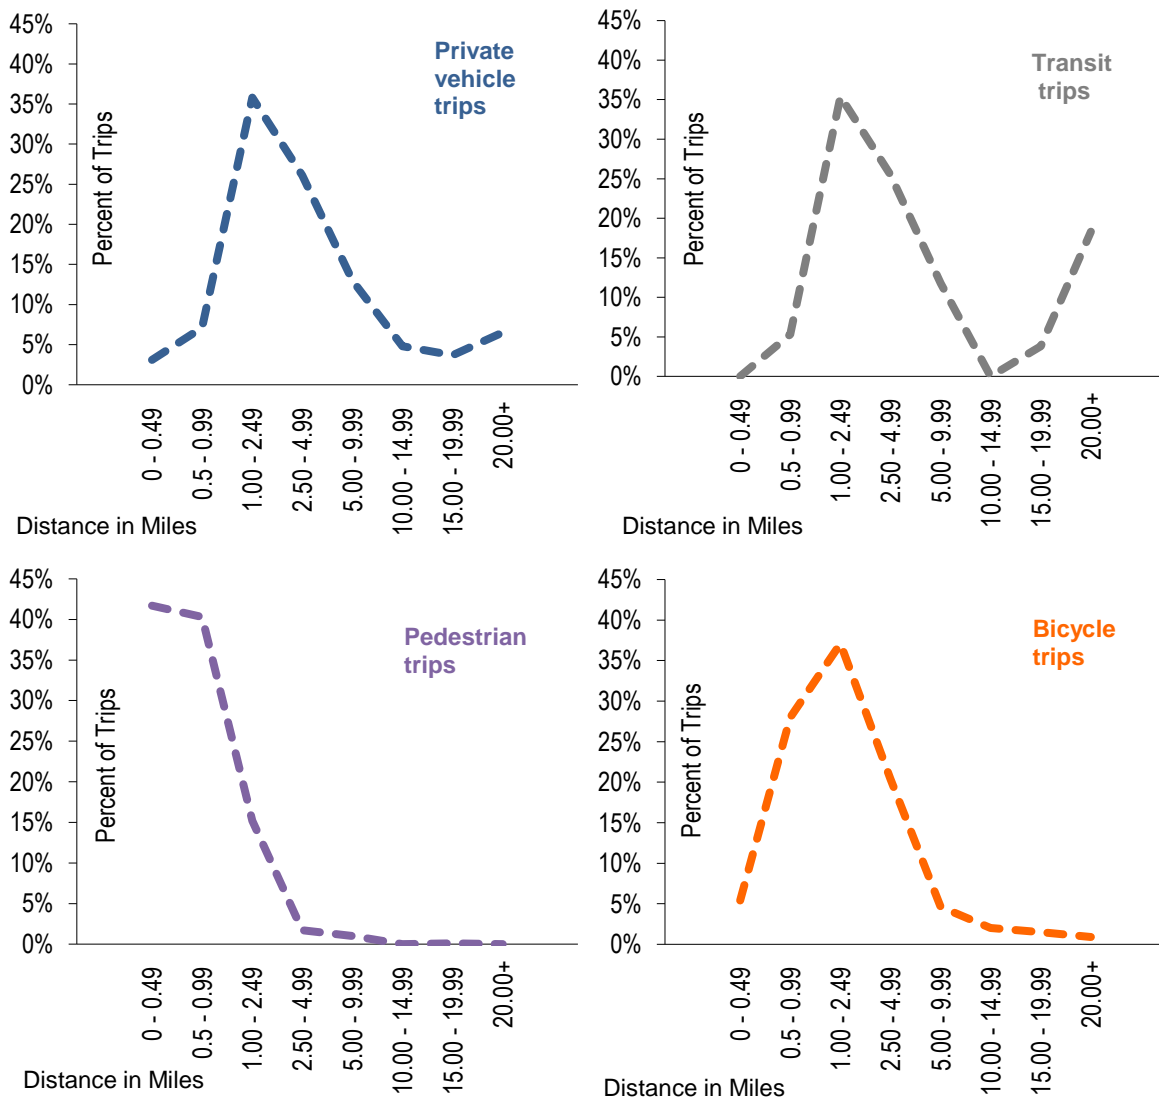 45%
40%
35%
30%
25%
20%
15%
10%
5%
0%
Percent of Trips
Private
vehicle
trips
0 - 0.49
0.5 - 0.99
1.00 - 2.49
2.50 - 4.99
5.00 - 9.99
10.00 - 14.99
15.00 - 19.99
20.00+
Distance in Miles
45%
40%
35%
30%
25%
20%
15%
10%
5%
0%
Percent of Trips
Transit
trips
0 - 0.49
0.5 - 0.99
1.00 - 2.49
2.50 - 4.99
5.00 - 9.99
10.00 - 14.99
15.00 - 19.99
20.00+
Distance in Miles
45%
40%
35%
30%
25%
20%
15%
10%
5%
0%
Percent of Trips
Pedestrian
trips
0 - 0.49
0.5 - 0.99
1.00 - 2.49
2.50 - 4.99
5.00 - 9.99
10.00 - 14.99
15.00 - 19.99
20.00+
Distance in Miles
45%
40%
35%
30%
25%
20%
15%
10%
5%
0%
Percent of Trips
Bicycle
trips
0 - 0.49
0.5 - 0.99
1.00 - 2.49
2.50 - 4.99
5.00 - 9.99
10.00 - 14.99
15.00 - 19.99
20.00+
Distance in Miles